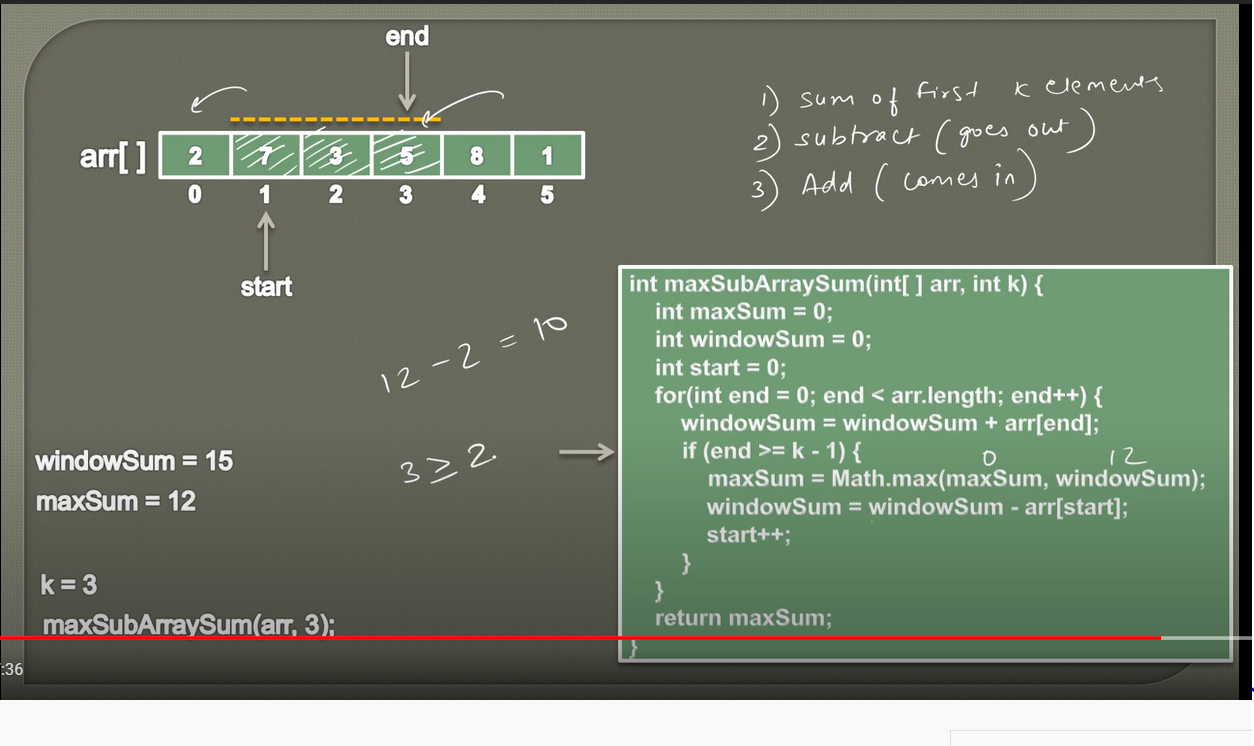 end
arr[ ] 2 7 3 5 8 1
0 1 2 3 4 5
start
1) sum of first k elements
2) subtract (goes out)
3) Add (comes in)
12 - 2 = 10
3 ≥ 2.
windowSum = 15
maxSum = 12
k = 3
maxSubArraySum(arr, 3);
:36
int maxSubArraySum(int[ ] arr, int k) {
int maxSum = 0;
int windowSum = 0;
int start = 0;
for(int end = 0; end < arr.length; end++) {
windowSum = windowSum + arr[end];
if (end >= k - 1) {
0 12
maxSum = Math.max(maxSum, windowSum);
windowSum = windowSum - arr[start];
start++;
}
}
return maxSum;
}